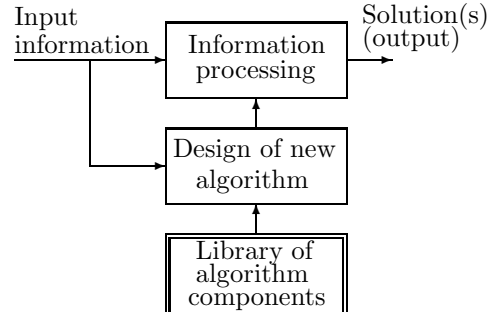 Input
information
Information
processing
Solution(s)
(output)
Design of new
algorithm
Library of
algorithm
components